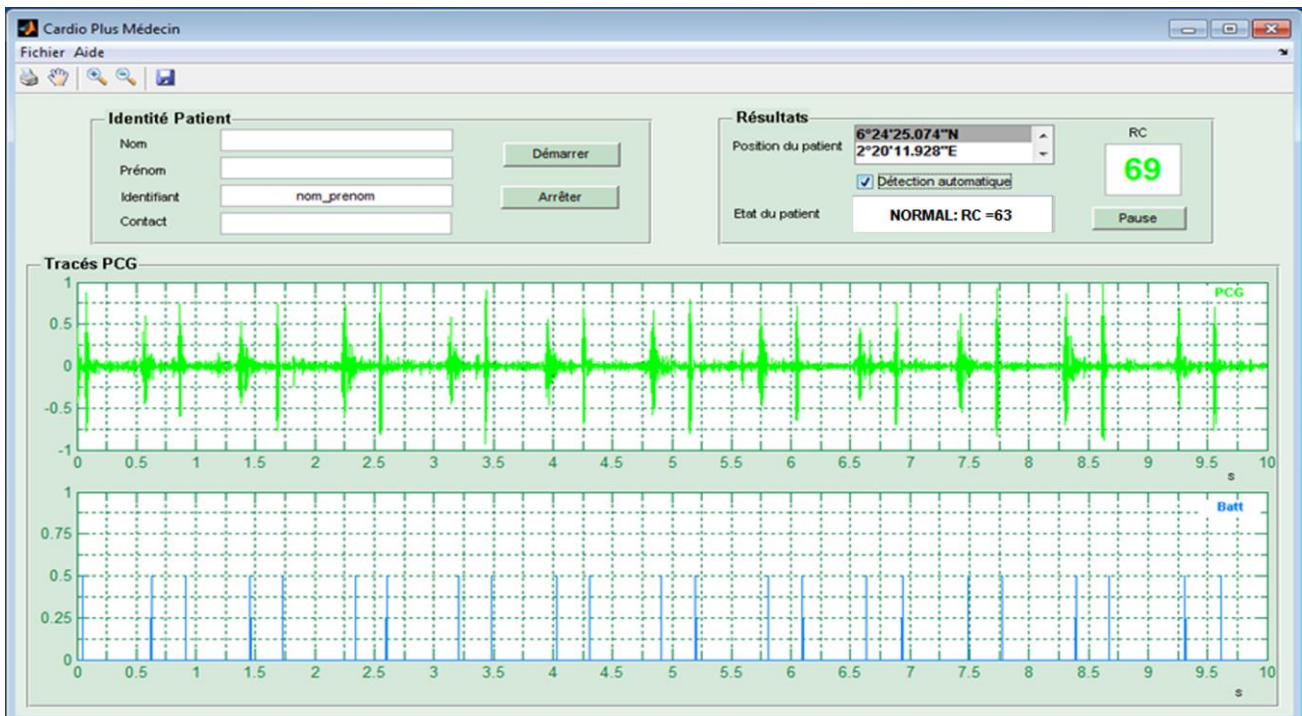 Cardio Plus Médecin
Fichier Aide
Identité Patient
Nom
Prénom
Identifiant nom_prenom
Contact
Démarrer
Arrêter
Résultats
Position du patient
6°24'25.074"N
2°20'11.928"E
Détection automatique
Etat du patient
NORMAL: RC =63
RC
69
Pause
Tracés PCG
PCG
1
0.5
0
-0.5
-1
0 0.5 1 1.5 2 2.5 3 3.5 4 4.5 5 5.5 6 6.5 7 7.5 8 8.5 9 9.5 10
s
Batt
1
0.75
0.5
0.25
0
0 0.5 1 1.5 2 2.5 3 3.5 4 4.5 5 5.5 6 6.5 7 7.5 8 8.5 9 9.5 10
s